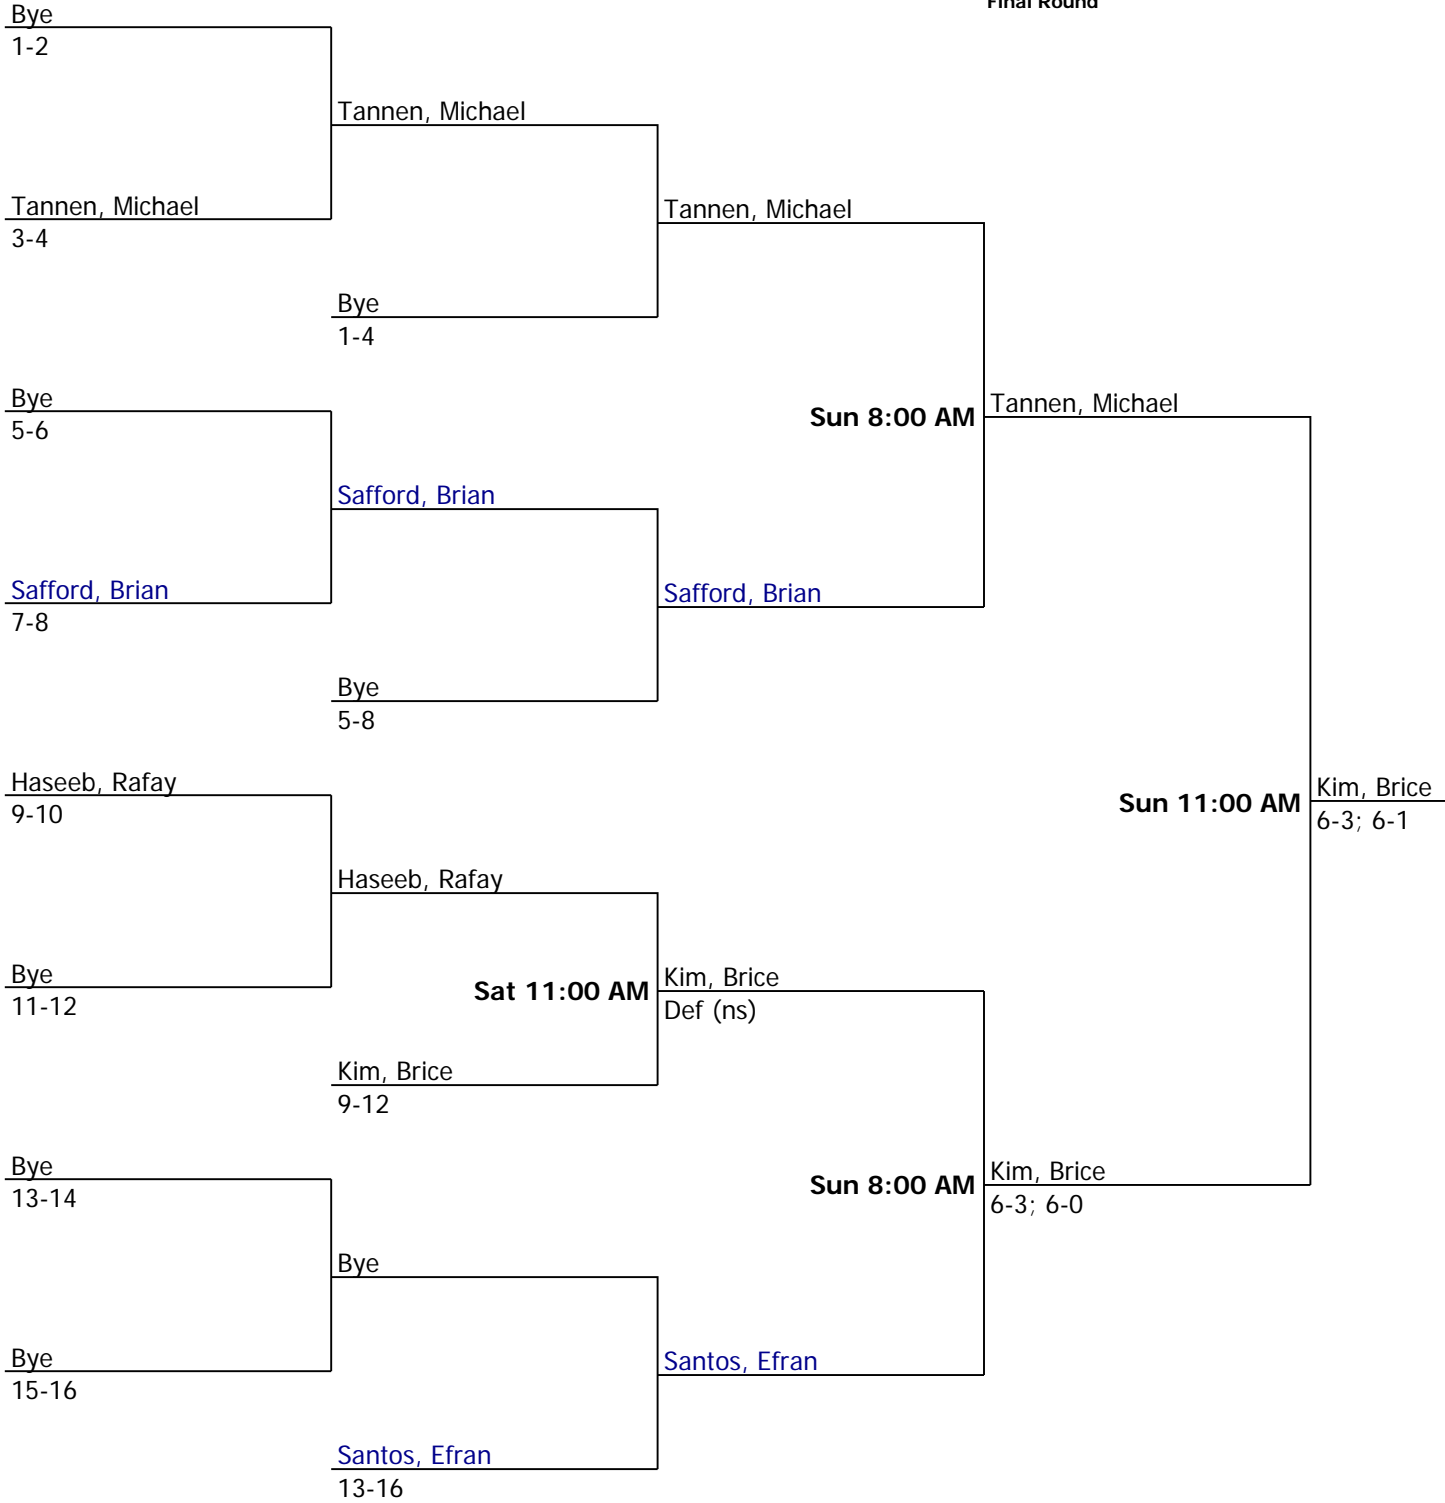 Final Round
Bye
1-2
Tannen, Michael
Tannen, Michael
3-4
Tannen, Michael
Bye
1-4
Bye
5-6
Sun 8:00 AM
Tannen, Michael
Safford, Brian
Safford, Brian
7-8
Safford, Brian
Bye
5-8
Haseeb, Rafay
9-10
Sun 11:00 AM
Kim, Brice
6-3; 6-1
Haseeb, Rafay
Bye
11-12
Sat 11:00 AM
Kim, Brice
Def (ns)
Kim, Brice
9-12
Bye
13-14
Sun 8:00 AM
Kim, Brice
6-3; 6-0
Bye
Bye
15-16
Santos, Efran
Santos, Efran
13-16